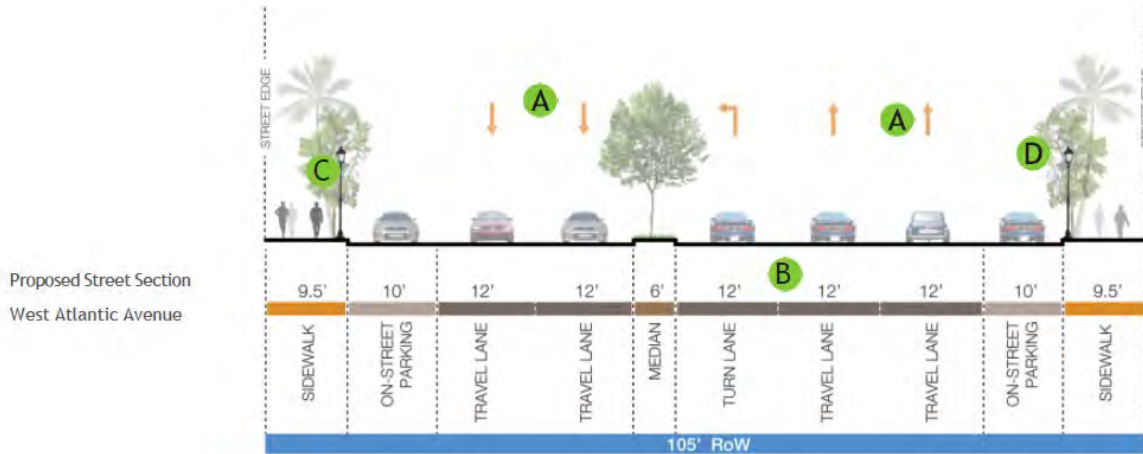 STREET EDGE
A
A
C
D
B
Proposed Street Section
West Atlantic Avenue
9.5' 10' 12' 12' 6' 12' 12' 12' 10' 9.5'
SIDEWALK
ON-STREET
PARKING
TRAVEL LANE
TRAVEL LANE
MEDIAN
TURN LANE
TRAVEL LANE
TRAVEL LANE
ON-STREET
PARKING
SIDEWALK
105' RoW